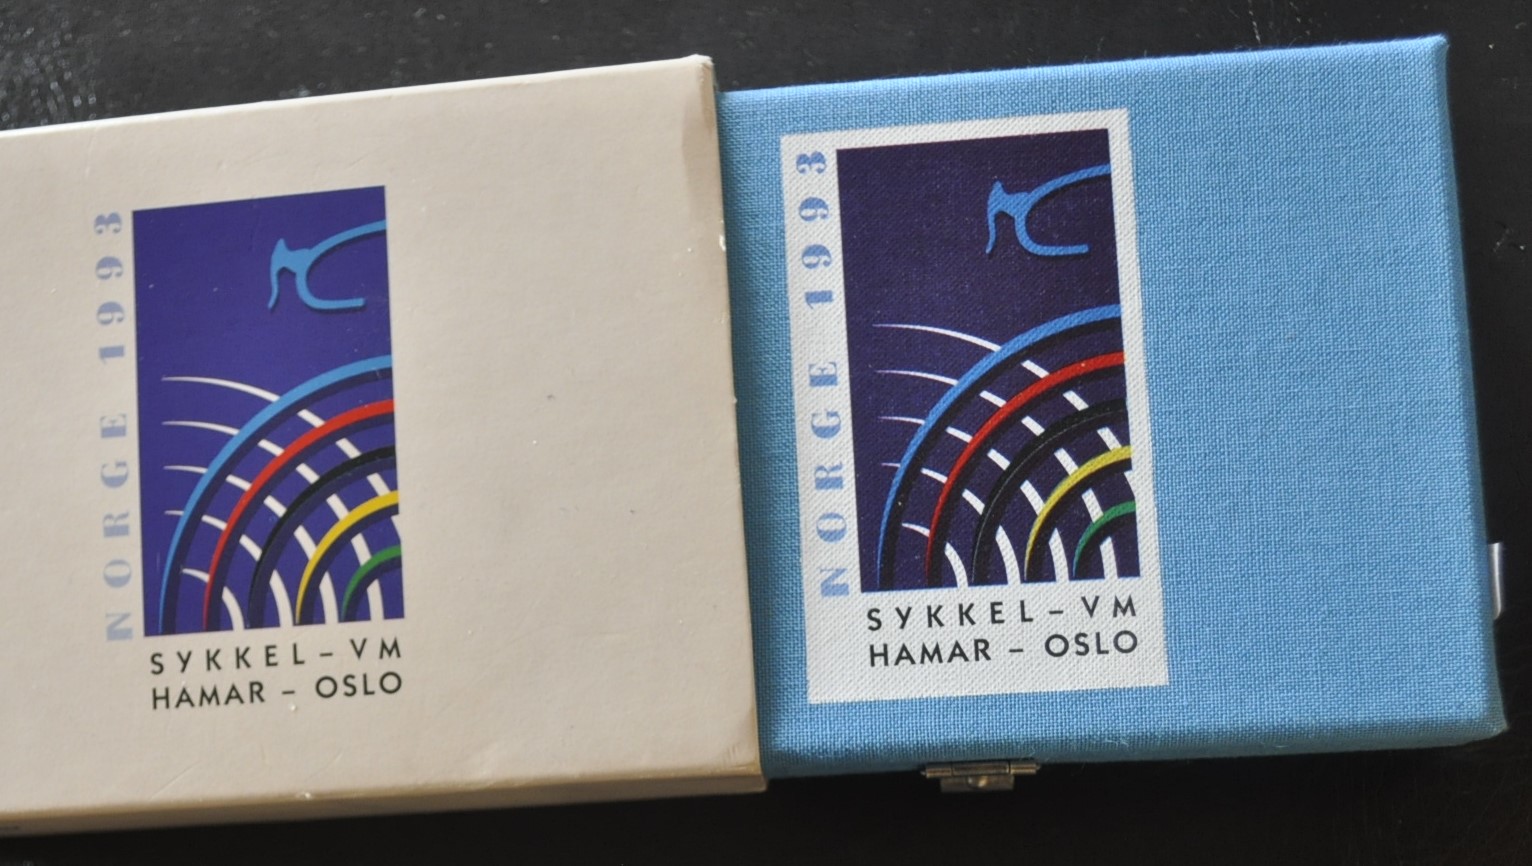 NORGE 1993
SYKKEL – VM
HAMAR – OSLO
NORGE 1993
SYKKEL – VM
HAMAR – OSLO